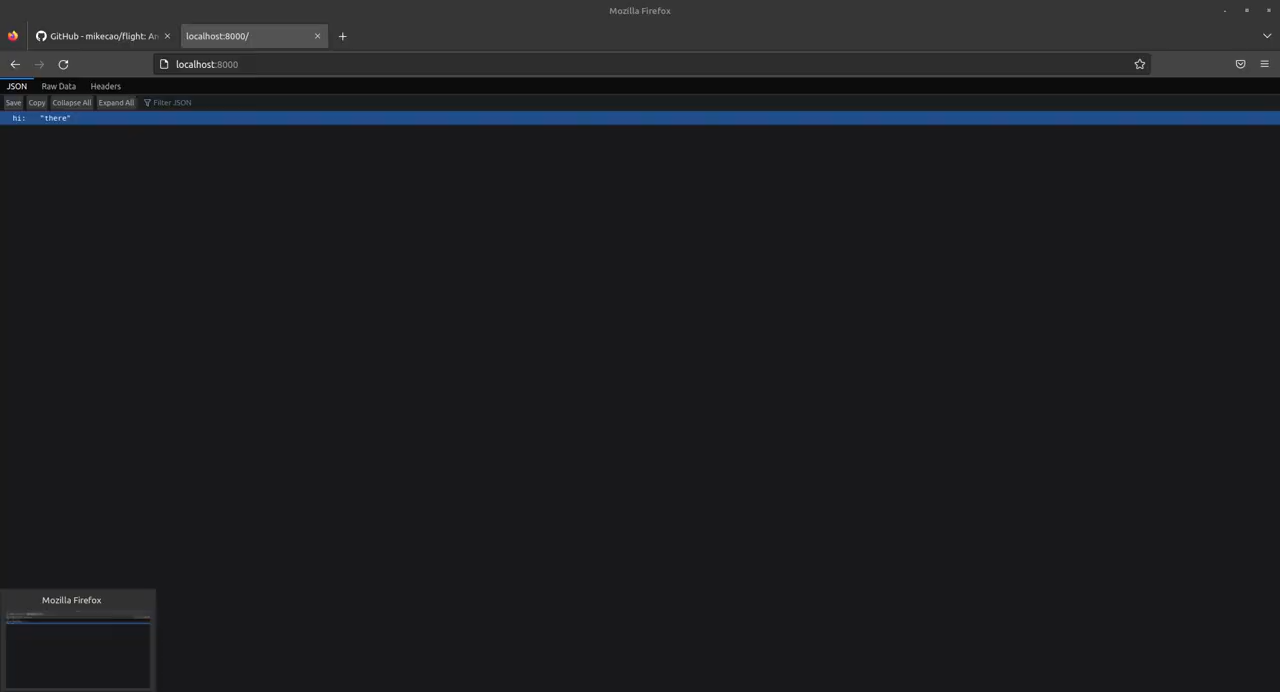 Mozilla Firefox
GitHub - mikecao/flight: An
localhost:8000/
localhost:8000
JSON Raw Data Headers
Save Copy Collapse All Expand All Filter JSON
hi: "there"
Mozilla Firefox